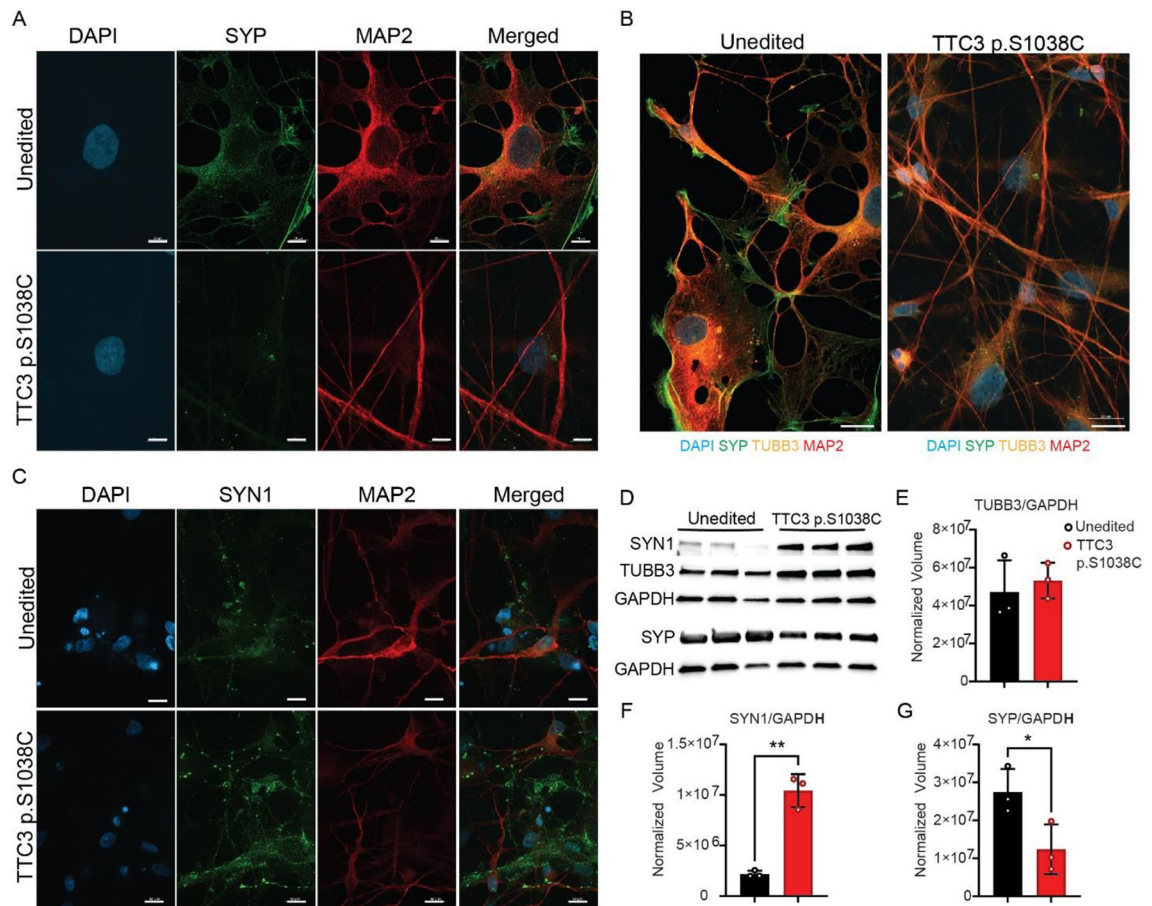 A
DAPI SYP MAP2 Merged
Unedited
TTC3 p.S1038C
B
Unedited TTC3 p.S1038C
DAPI SYP TUBB3 MAP2 DAPI SYP TUBB3 MAP2
C
DAPI SYN1 MAP2 Merged
Unedited
TTC3 p.S1038C
D
Unedited TTC3 p.S1038C
SYN1
TUBB3
GAPDH
SYP
GAPDH
E
TUBB3/GAPDH
Normalized Volume
8×10⁷
6×10⁷
4×10⁷
2×10⁷
0
Unedited
TTC3
p.S1038C
F
SYN1/GAPDH
Normalized Volume
1.5×10⁷
1×10⁷
5×10⁶
0
**
G
SYP/GAPDH
Normalized Volume
4×10⁷
3×10⁷
2×10⁷
1×10⁷
0
*